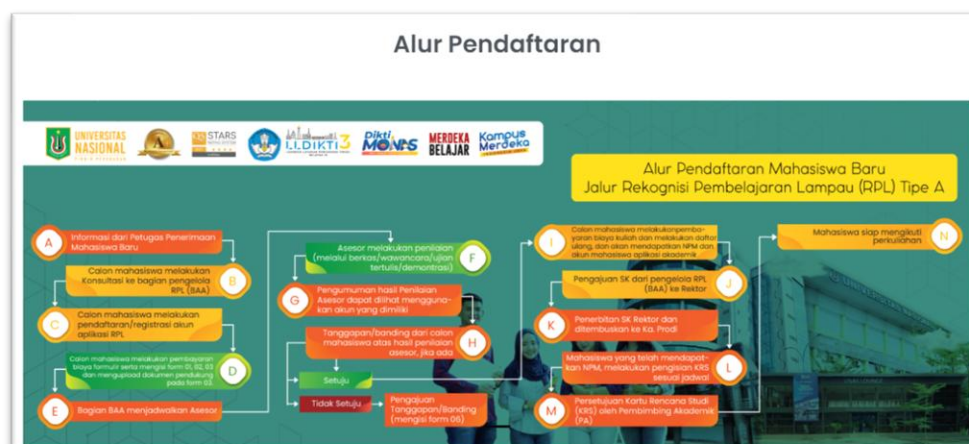 Alur Pendaftaran
UNIVERSITAS
NASIONAL
STARS
LLDIKTI 3
Dikti
MERDEKA
BELAJAR
Kampus
Merdeka
Alur Pendaftaran Mahasiswa Baru
Jalur Rekognisi Pembelajaran Lampau (RPL) Tipe A
A
Informasi dari Petugas Penerimaan
Mahasiswa Baru
Calon mahasiswa melakukan
Konsultasi ke bagian pengelola
RPL (BAA)
B
C
Calon mahasiswa melakukan
pendaftaran/registrasi akun
aplikasi RPL
Calon mahasiswa melakukan pembayaran
biaya formulir serta mengisi form 01, 02, 03
dan mengupload dokumen pendukung
pada form 03.
D
E
Bagian BAA menjadwalkan Asesor
Asesor melakukan penilaian
(melalui berkas/wawancara/ujian
tertulis/demontrasi)
F
G
Pengumuman hasil Penilaian
Asesor dapat dilihat mengguna-
kan akun yang dimiliki
Tanggapan/banding dari calon
mahasiswa atas hasil penilaian
asesor, jika ada
H
Setuju
Tidak Setuju
Pengajuan
Tanggapan/Banding
(mengisi form 06)
I
Calon mahasiswa melakukanpemba-
yaran biaya kuliah dan melakukan daftar
ulang, dan akan mendapatkan NPM dan
akun mahasiswa aplikasi akademik
Pengajuan SK dari pengelola RPL
(BAA) ke Rektor
J
K
Penerbitan SK Rektor dan
ditembuskan ke Ka. Prodi
Mahasiswa yang telah mendapat-
kan NPM, melakukan pengisian KRS
sesuai jadwal
L
M
Persetujuan Kartu Rencana Studi
(KRS) oleh Pembimbing Akademik
(PA)
Mahasiswa siap mengikuti
perkuliahan
N